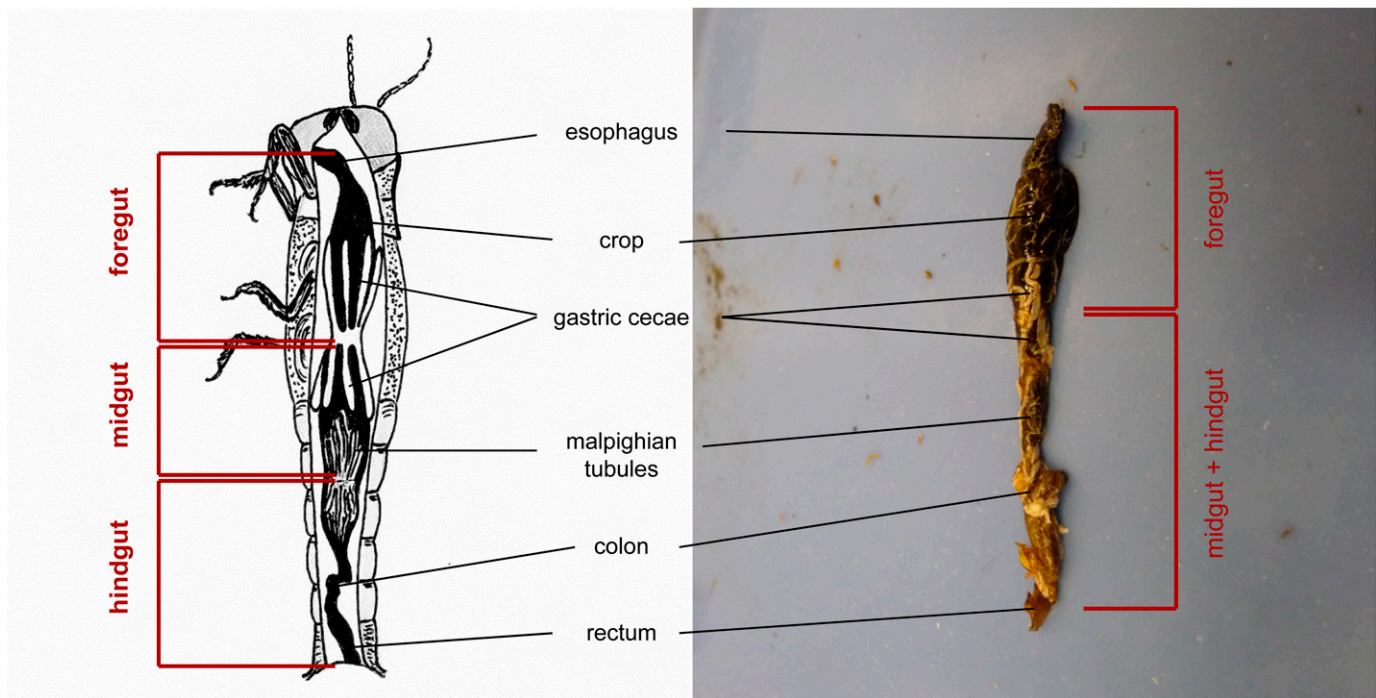 foregut
midgut
hindgut
esophagus
crop
gastric cecae
malpighian
tubules
colon
rectum
foregut
midgut + hindgut